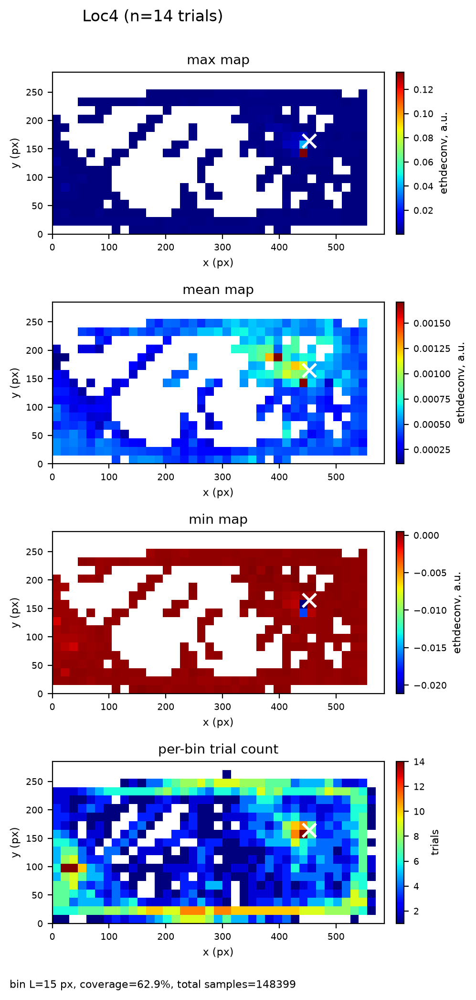 Loc4 (n=14 trials)
max map
250
200
150
100
50
0
y (px)
0 100 200 300 400 500
x (px)
0.12
0.10
0.08
0.06
0.04
0.02
ethdeconv, a.u.
mean map
250
200
150
100
50
0
y (px)
0 100 200 300 400 500
x (px)
0.00150
0.00125
0.00100
0.00075
0.00050
0.00025
ethdeconv, a.u.
min map
250
200
150
100
50
0
y (px)
0 100 200 300 400 500
x (px)
0.000
−0.005
−0.010
−0.015
−0.020
ethdeconv, a.u.
per-bin trial count
250
200
150
100
50
0
y (px)
0 100 200 300 400 500
x (px)
14
12
10
8
6
4
2
trials
bin L=15 px, coverage=62.9%, total samples=148399